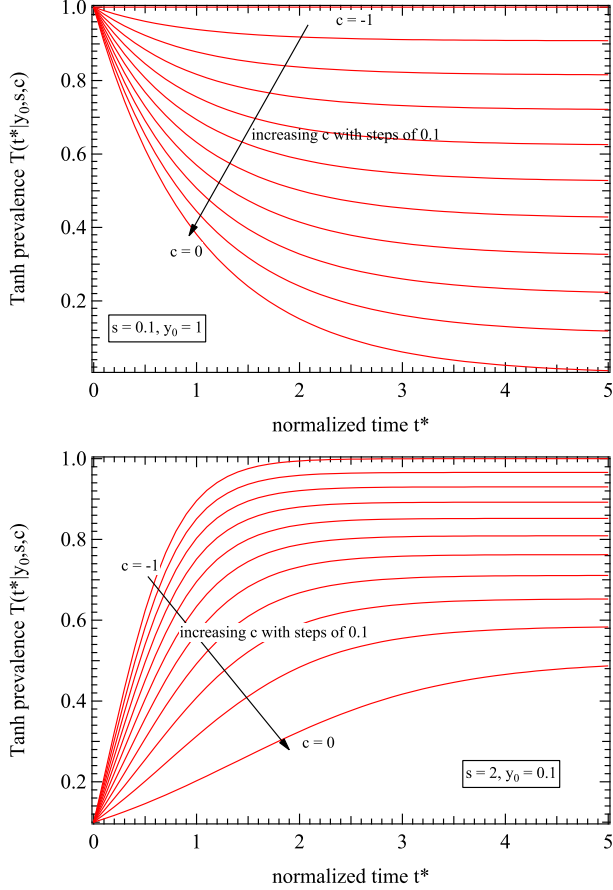 1.0
0.8
0.6
0.4
0.2
Tanh prevalence T(t*|y₀,s,c)
c = -1
increasing c with steps of 0.1
c = 0
s = 0.1, y₀ = 1
0 1 2 3 4 5
normalized time t*
1.0
0.8
0.6
0.4
0.2
Tanh prevalence T(t*|y₀,s,c)
c = -1
increasing c with steps of 0.1
c = 0
s = 2, y₀ = 0.1
0 1 2 3 4 5
normalized time t*